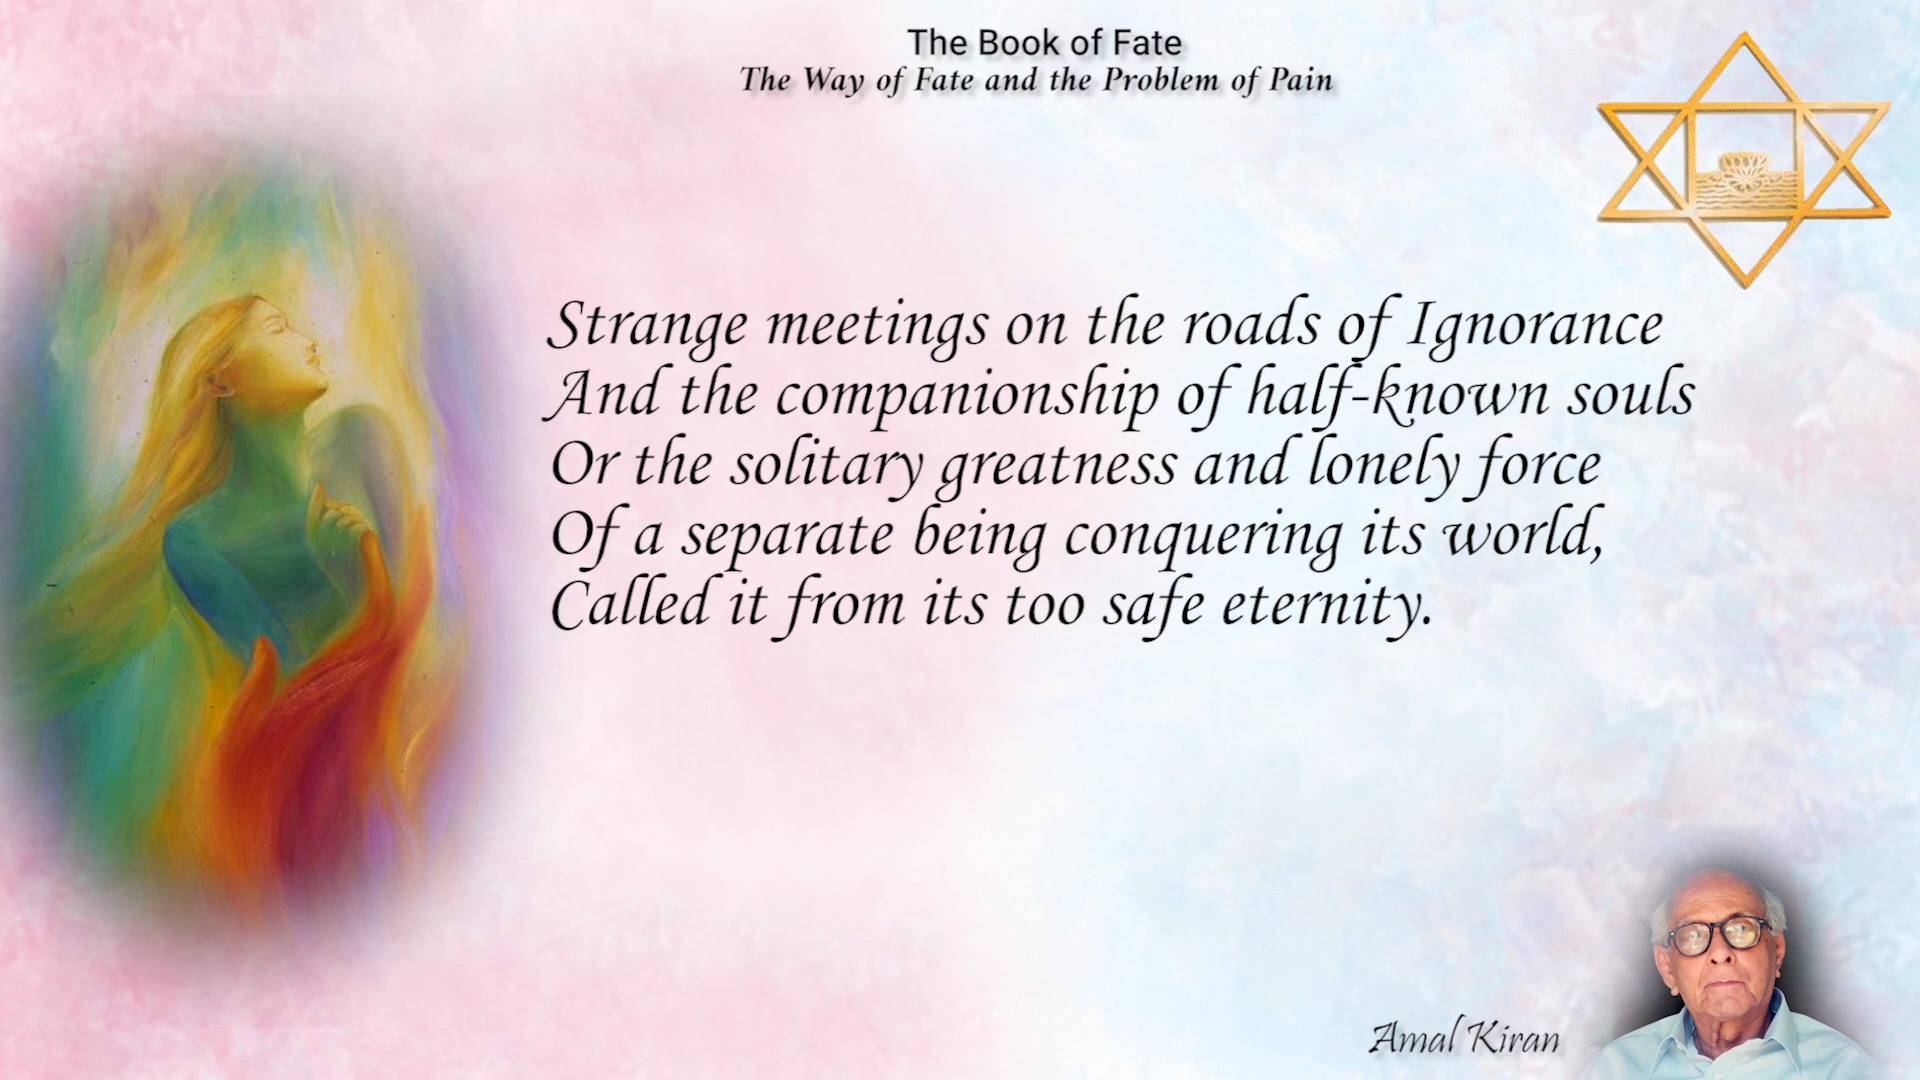 The Book of Fate
The Way of Fate and the Problem of Pain
Strange meetings on the roads of Ignorance
And the companionship of half-known souls
Or the solitary greatness and lonely force
Of a separate being conquering its world,
Called it from its too safe eternity.
Amal Kiran